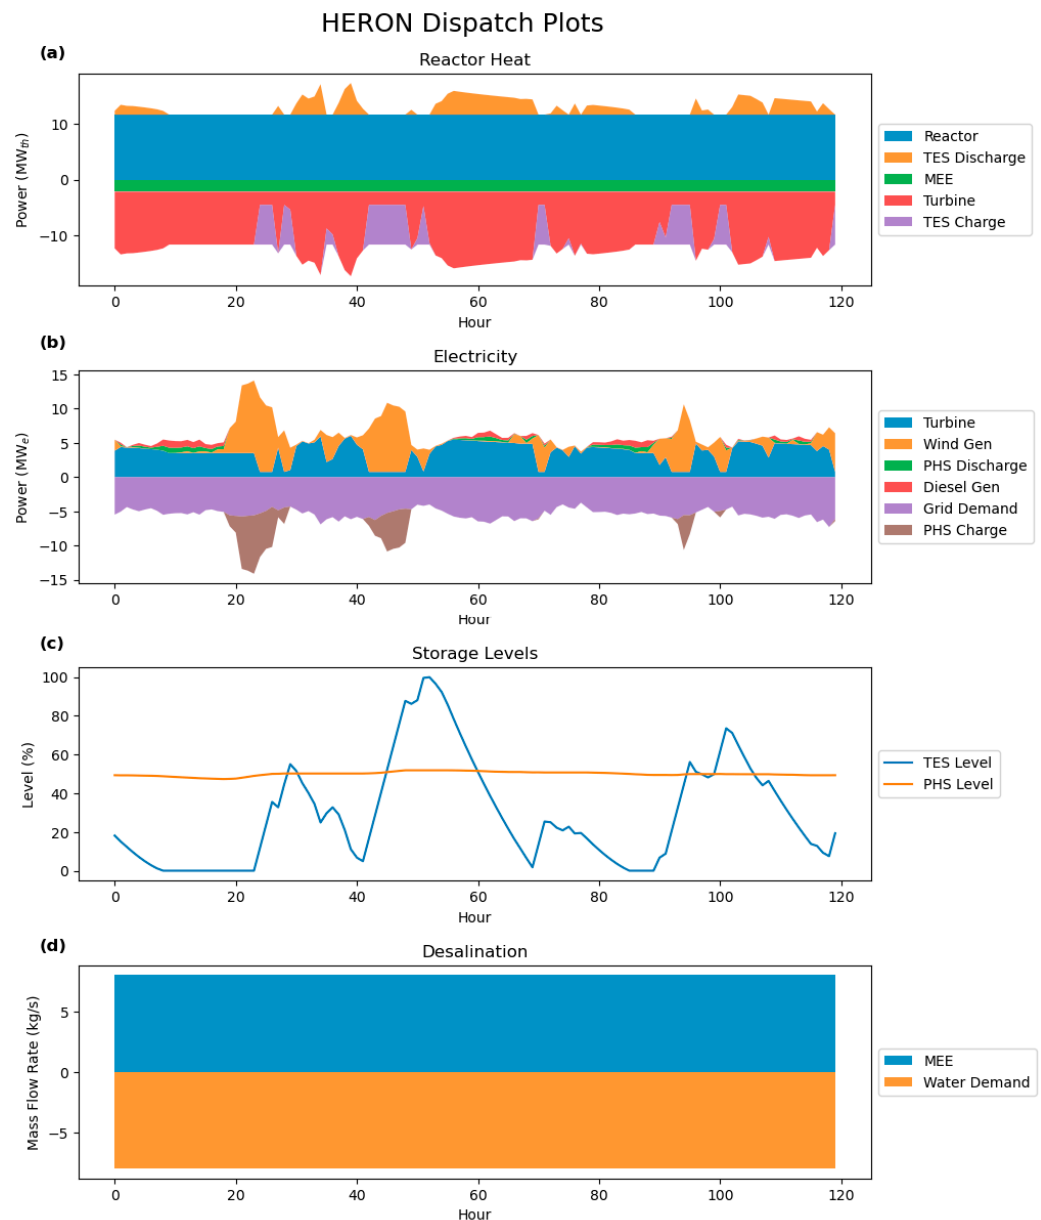 HERON Dispatch Plots
(a)
Reactor Heat
Power (MW_th)
10
0
−10
0 20 40 60 80 100 120
Hour
Reactor
TES Discharge
MEE
Turbine
TES Charge
(b)
Electricity
Power (MW_e)
15
10
5
0
−5
−10
−15
0 20 40 60 80 100 120
Hour
Turbine
Wind Gen
PHS Discharge
Diesel Gen
Grid Demand
PHS Charge
(c)
Storage Levels
Level (%)
100
80
60
40
20
0
0 20 40 60 80 100 120
Hour
TES Level
PHS Level
(d)
Desalination
Mass Flow Rate (kg/s)
5
0
−5
0 20 40 60 80 100 120
Hour
MEE
Water Demand